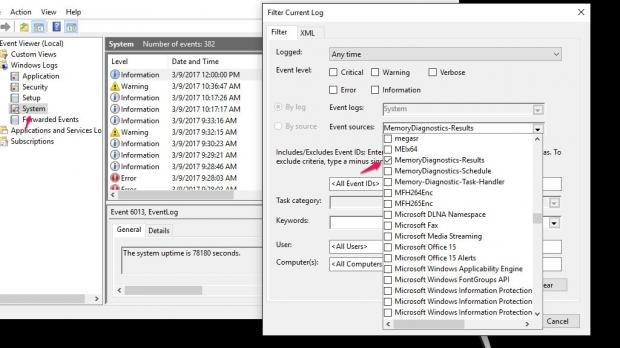 Action View Help
Event Viewer (Local)
Custom Views
Windows Logs
Application
Security
Setup
System
Forwarded Events
Applications and Services Lo
Subscriptions
System Number of events: 382
Level Date and Time
Information 3/9/2017 12:00:00 PM
Warning 3/9/2017 10:36:47 AM
Information 3/9/2017 10:17:27 AM
Information 3/9/2017 10:17:26 AM
Information 3/9/2017 9:33:16 AM
Warning 3/9/2017 9:32:15 AM
Information 3/9/2017 9:30:03 AM
Information 3/9/2017 9:29:21 AM
Information 3/9/2017 9:28:46 AM
Error 3/9/2017 9:28:03 AM
Error 3/9/2017 9:28:02 AM
Event 6013, EventLog
General Details
The system uptime is 78180 seconds.
Filter Current Log
Filter XML
Logged: Any time
Event level: Critical Warning Verbose
Error Information
By log Event logs: System
By source Event sources: MemoryDiagnostics-Results
megasr
MEIx64
MemoryDiagnostics-Results
MemoryDiagnostics-Schedule
Memory-Diagnostic-Task-Handler
MFH264Enc
MFH265Enc
Microsoft DLNA Namespace
Microsoft Fax
Microsoft Media Streaming
Microsoft Office 15
Microsoft Office 15 Alerts
Microsoft Windows Applicability Engine
Microsoft Windows FontGroups API
Microsoft Windows Information Protection
Microsoft Windows Information Protection
Microsoft Windows Information Protection
Includes/Excludes Event IDs: Ente as. To
exclude criteria, type a minus sign
<All Event IDs>
Task category:
Keywords:
User: <All Users>
Computer(s): <All Computers
ear
Cancel